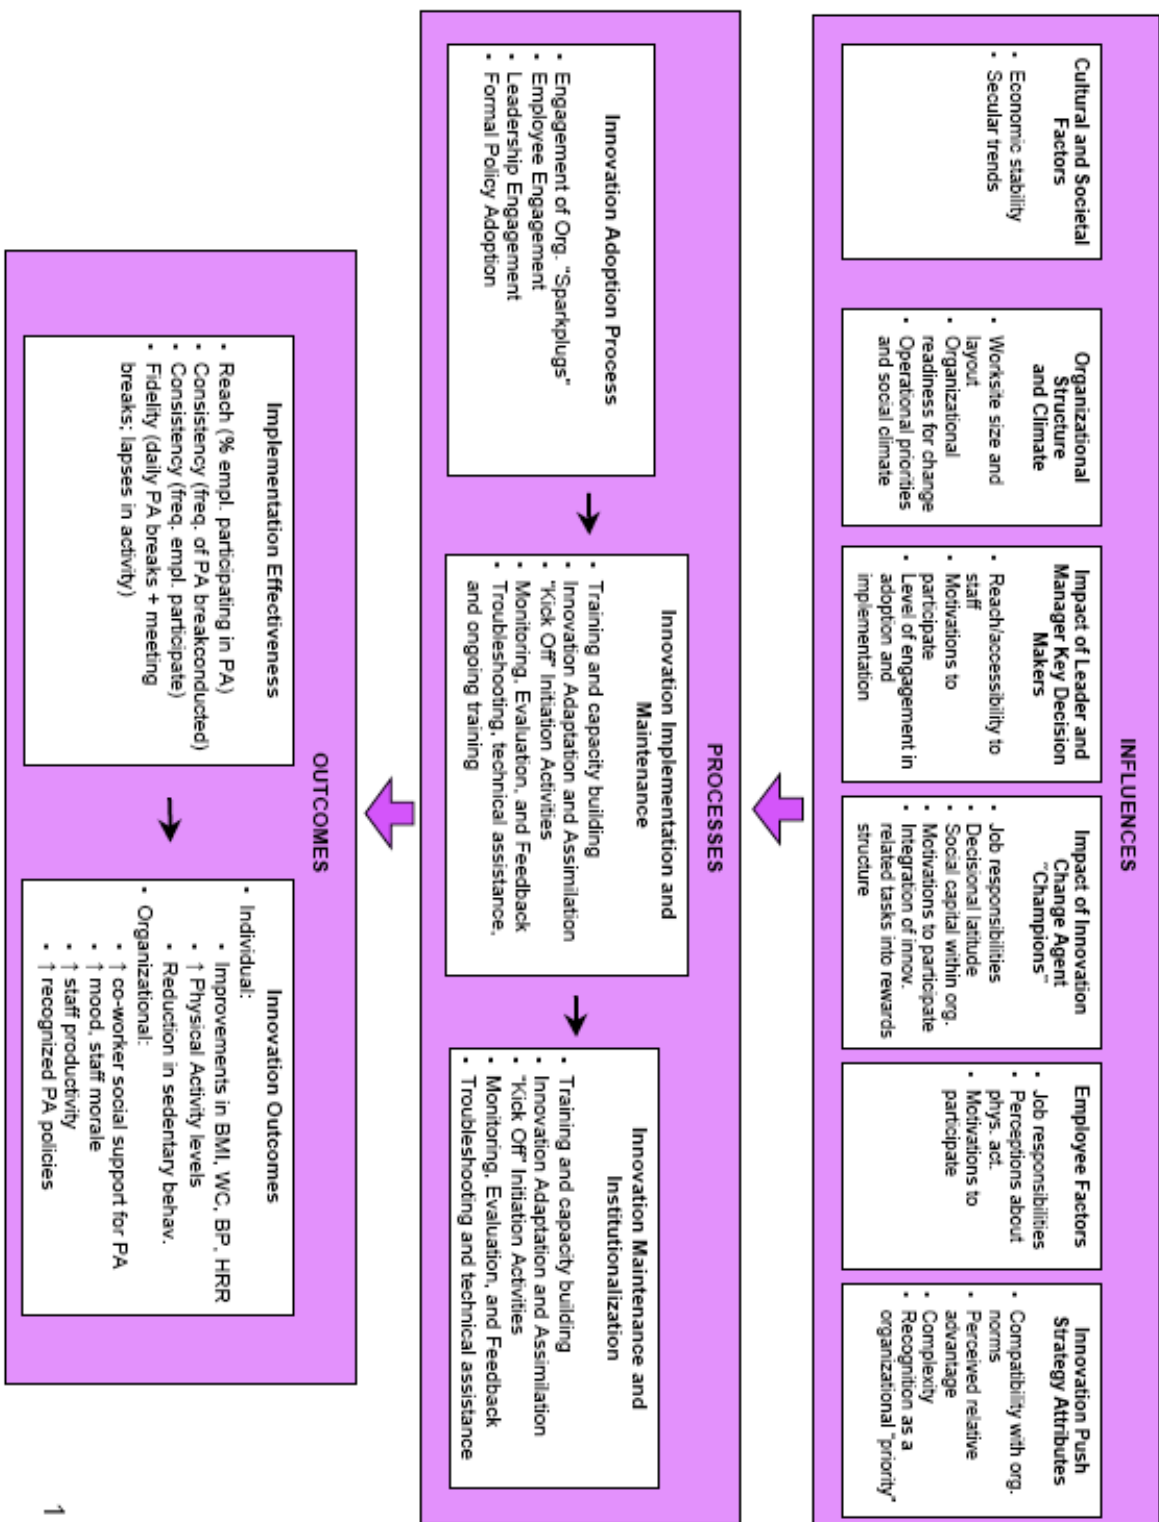 INFLUENCES
Cultural and Societal
Factors
• Economic stability
• Secular trends
Organizational
Structure
and Climate
• Worksite size and
layout
• Organizational
readiness for change
• Operational priorities
and social climate
Impact of Leader and
Manager Key Decision
Makers
• Reach/accessibility to
staff
• Motivations to
participate
• Level of engagement in
adoption and
implementation
Impact of Innovation
Change Agent
"Champions"
• Job responsibilities
• Decisional latitude
• Social capital within org.
• Motivations to participate
• Integration of innov.
related tasks into rewards
structure
Employee Factors
• Job responsibilities
• Perceptions about
phys. act.
• Motivations to
participate
Innovation Push
Strategy Attributes
• Compatibility with org.
norms
• Perceived relative
advantage
• Complexity
• Recognition as a
organizational "priority"
PROCESSES
Innovation Adoption Process
• Engagement of Org. "Sparkplugs"
• Employee Engagement
• Leadership Engagement
• Formal Policy Adoption
Innovation Implementation and
Maintenance
• Training and capacity building
• Innovation Adaptation and Assimilation
• "Kick Off" Initiation Activities
• Monitoring, Evaluation, and Feedback
• Troubleshooting, technical assistance,
and ongoing training
Innovation Maintenance and
Institutionalization
• Training and capacity building
• Innovation Adaptation and Assimilation
• "Kick Off" Initiation Activities
• Monitoring, Evaluation, and Feedback
• Troubleshooting and technical assistance
OUTCOMES
Implementation Effectiveness
• Reach (% empl. participating in PA)
• Consistency (freq. of PA breakconducted)
• Consistency (freq. empl. participate)
• Fidelity (daily PA breaks + meeting
breaks; lapses in activity)
Innovation Outcomes
• Individual:
• Improvements in BMI, WC, BP, HRR
• ↑ Physical Activity levels
• Reduction in sedentary behav.
• Organizational:
• ↑ co-worker social support for PA
• ↑ mood, staff morale
• ↑ staff productivity
• ↑ recognized PA policies
1